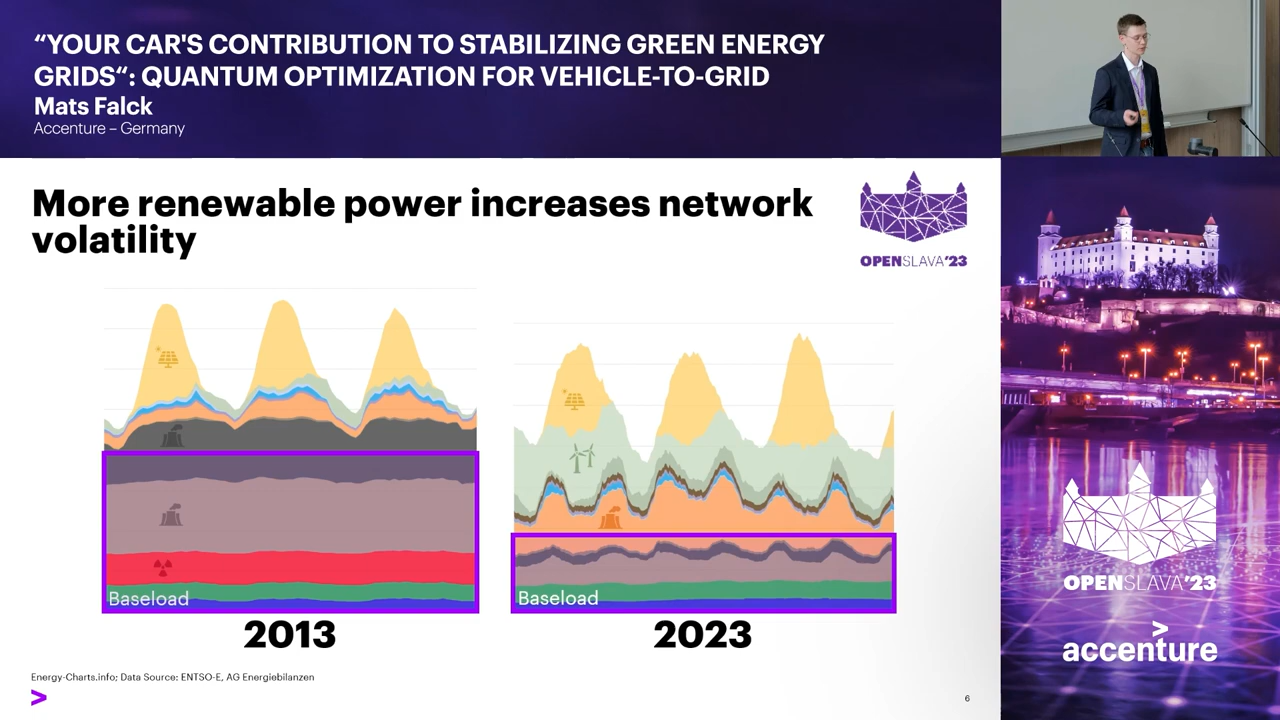 “YOUR CAR'S CONTRIBUTION TO STABILIZING GREEN ENERGY
GRIDS“: QUANTUM OPTIMIZATION FOR VEHICLE-TO-GRID
Mats Falck
Accenture – Germany
More renewable power increases network
volatility
OPENSLAVA'23
Baseload
Baseload
2013
2023
Energy-Charts.info; Data Source: ENTSO-E, AG Energiebilanzen
>
6
OPENSLAVA'23
>
accenture